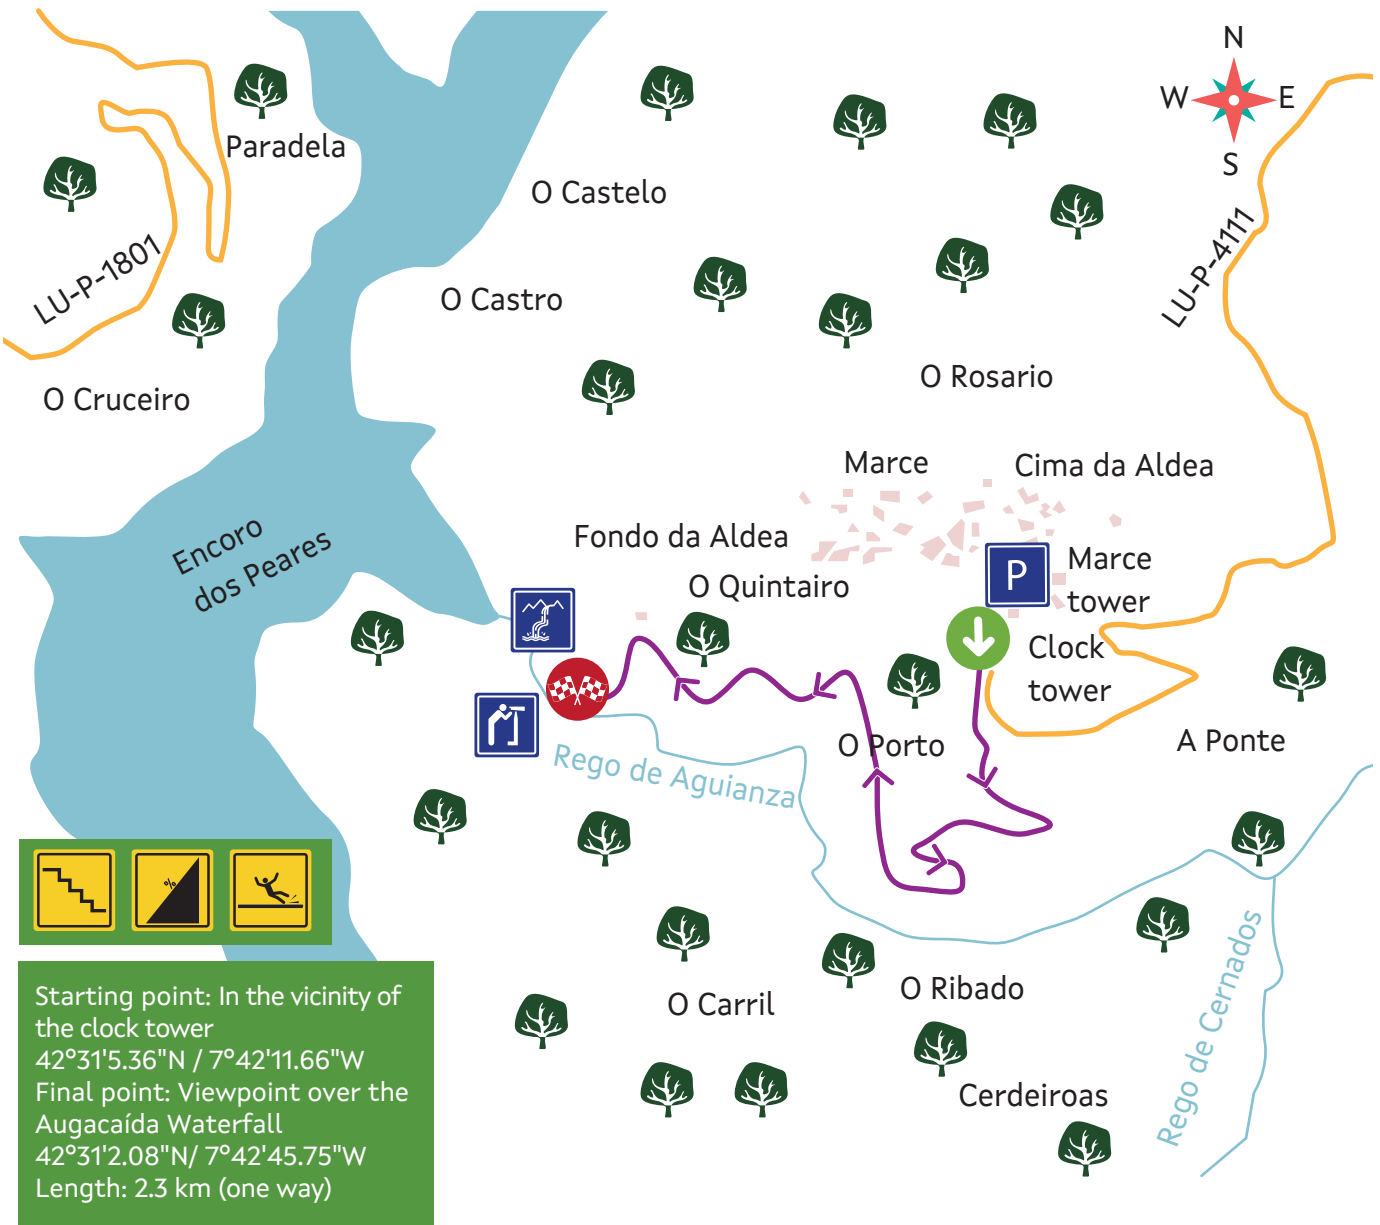 N
W E
S
Paradela
O Castelo
LU-P-1801
LU-P-4111
O Castro
O Rosario
O Cruceiro
Marce
Cima da Aldea
Encoro
dos Peares
Fondo da Aldea
O Quintairo
P
Marce
tower
Clock
tower
O Porto
A Ponte
Rego de Aguianza
%
O Carril
O Ribado
Rego de Cernados
Cerdeiroas
Starting point: In the vicinity of
the clock tower
42°31'5.36"N / 7°42'11.66"W
Final point: Viewpoint over the
Augacaída Waterfall
42°31'2.08"N/ 7°42'45.75"W
Length: 2.3 km (one way)